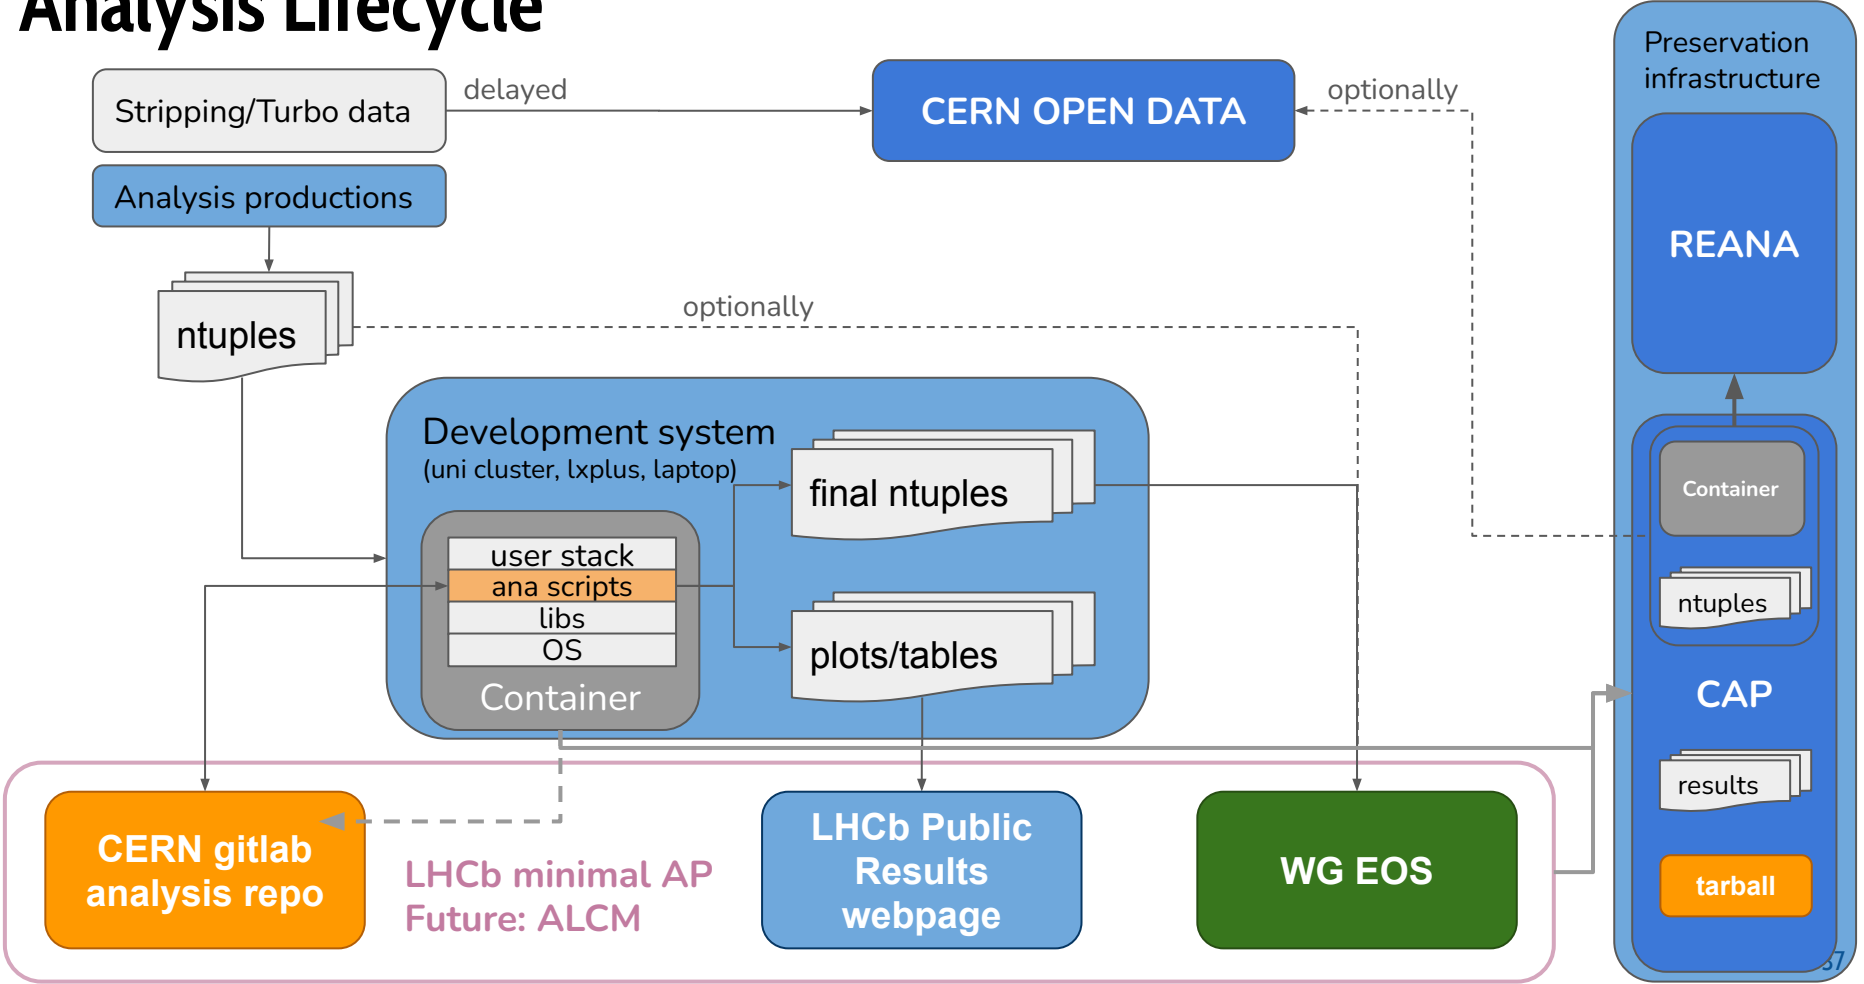 Analysis Lifecycle
Stripping/Turbo data
delayed
CERN OPEN DATA
optionally
Preservation
infrastructure
Analysis productions
REANA
ntuples
optionally
Development system
(uni cluster, lxplus, laptop)
final ntuples
user stack
ana scripts
libs
OS
Container
plots/tables
Container
ntuples
CAP
results
tarball
CERN gitlab
analysis repo
LHCb minimal AP
Future: ALCM
LHCb Public
Results
webpage
WG EOS
37